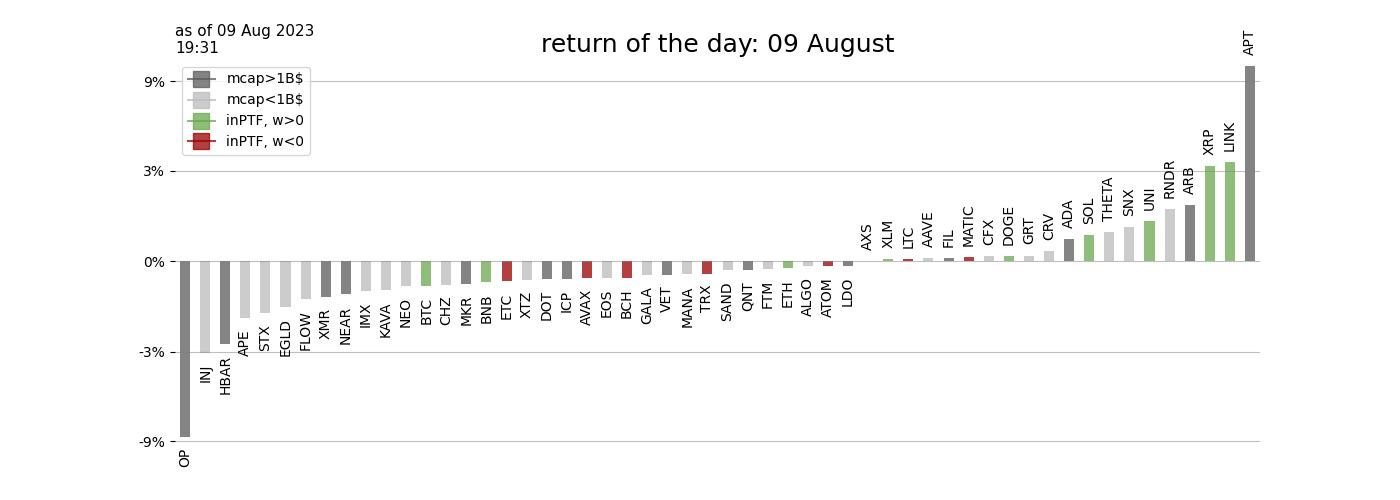 as of 09 Aug 2023
19:31
return of the day: 09 August
mcap>1B$
mcap<1B$
inPTF, w>0
inPTF, w<0
9%
3%
0%
-3%
-9%
OP
INJ
HBAR
APE
STX
EGLD
FLOW
XMR
NEAR
IMX
KAVA
NEO
BTC
CHZ
MKR
BNB
ETC
XTZ
DOT
ICP
AVAX
EOS
BCH
GALA
VET
MANA
TRX
SAND
QNT
FTM
ETH
ALGO
ATOM
LDO
AXS
XLM
LTC
AAVE
FIL
MATIC
CFX
DOGE
GRT
CRV
ADA
SOL
THETA
SNX
UNI
RNDR
ARB
XRP
LINK
APT